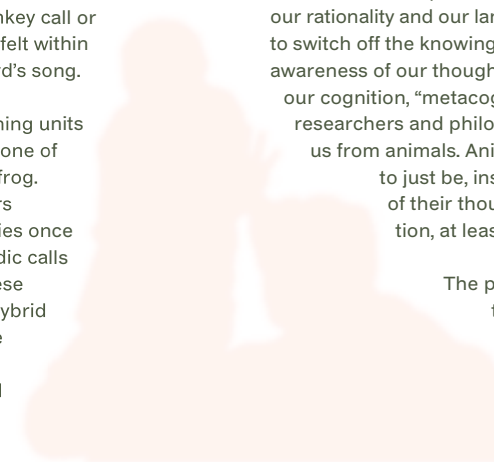 nkey call or
felt within
d's song.
ning units
one of
frog.
rs
ies once
dic calls
ese
ybrid
e
our rationality and our lan
to switch off the knowing
awareness of our though
our cognition, “metacog
researchers and philo
us from animals. Ani
to just be, ins
of their thou
tion, at leas
The p
t